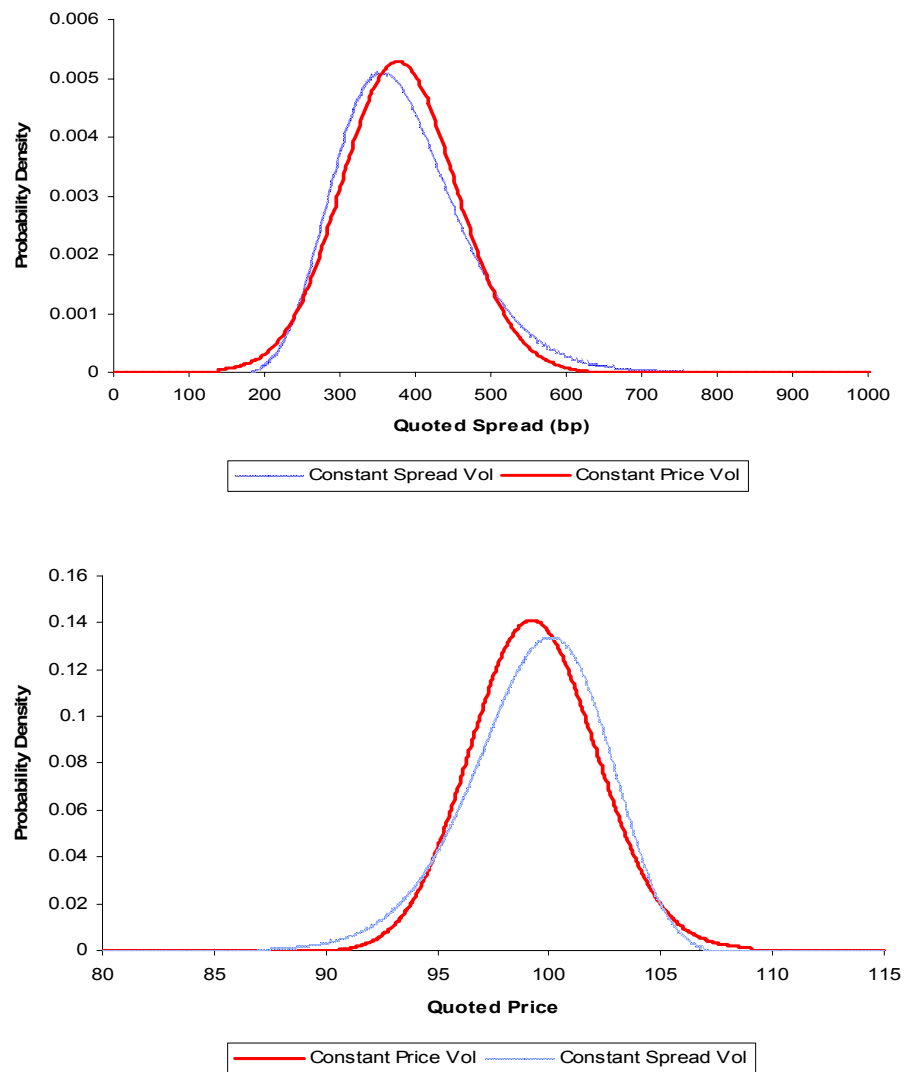 0.006
0.005
0.004
0.003
0.002
0.001
0
Probability Density
0 100 200 300 400 500 600 700 800 900 1000
Quoted Spread (bp)
Constant Spread Vol Constant Price Vol
0.16
0.14
0.12
0.1
0.08
0.06
0.04
0.02
0
Probability Density
80 85 90 95 100 105 110 115
Quoted Price
Constant Price Vol Constant Spread Vol